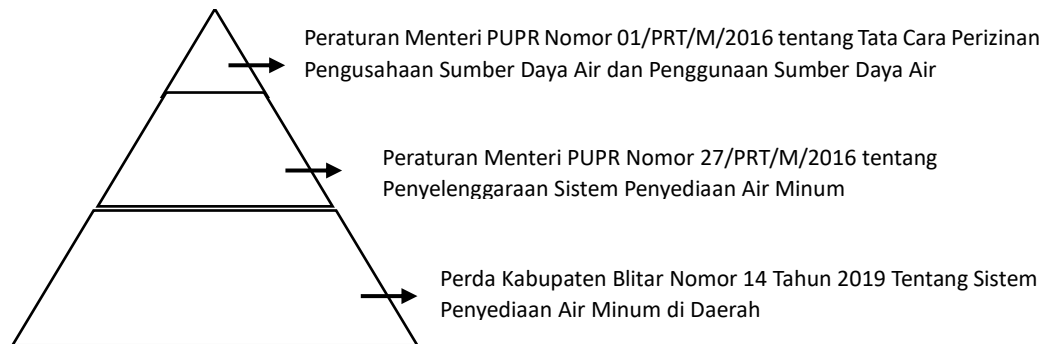 Peraturan Menteri PUPR Nomor 01/PRT/M/2016 tentang Tata Cara Perizinan
Pengusahaan Sumber Daya Air dan Penggunaan Sumber Daya Air
Peraturan Menteri PUPR Nomor 27/PRT/M/2016 tentang
Penyelenggaraan Sistem Penyediaan Air Minum
Perda Kabupaten Blitar Nomor 14 Tahun 2019 Tentang Sistem
Penyediaan Air Minum di Daerah